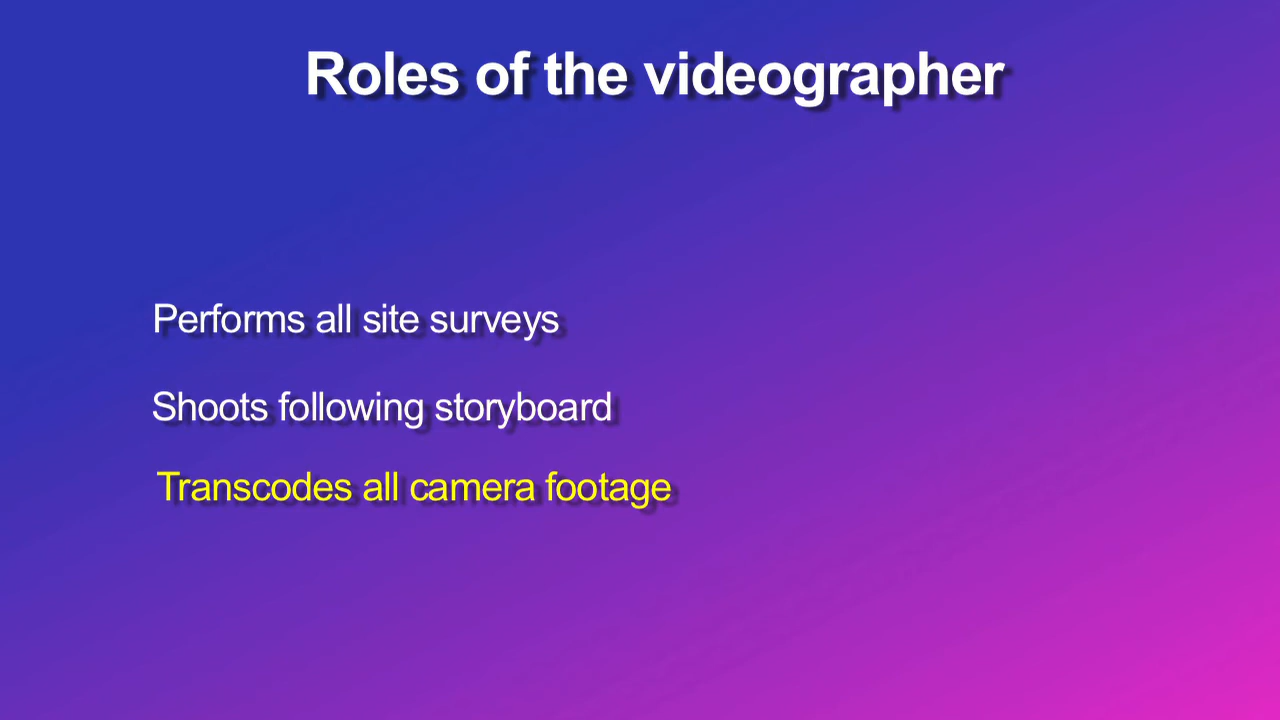 Roles of the videographer
Performs all site surveys
Shoots following storyboard
Transcodes all camera footage